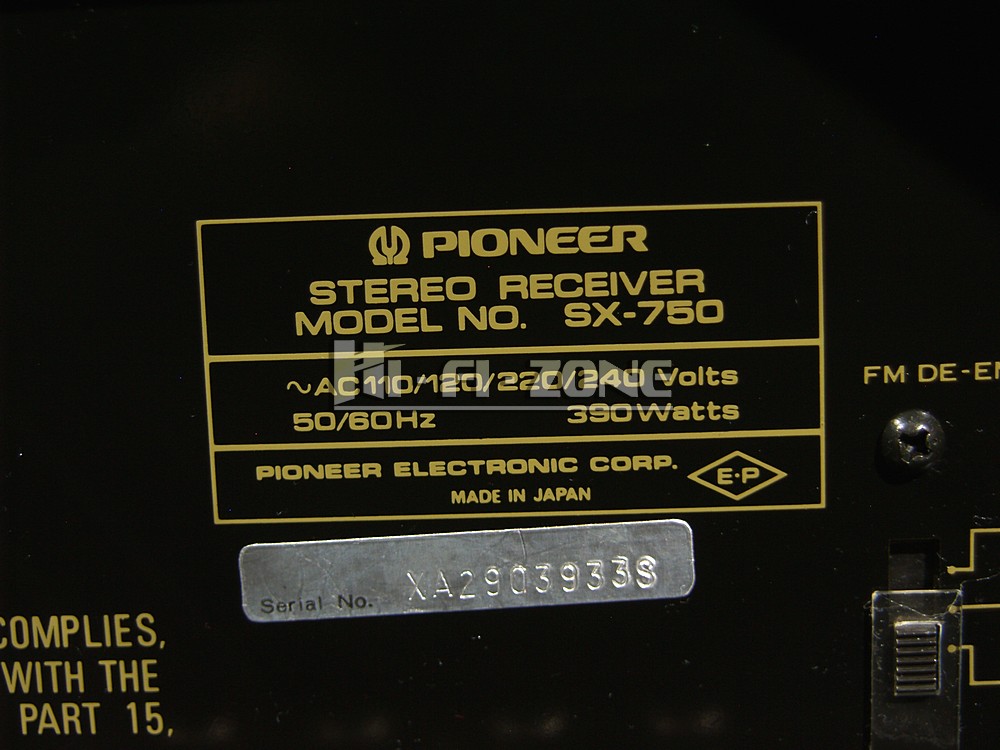 PIONEER
STEREO RECEIVER
MODEL NO. SX-750
~AC110/120/220/240 Volts
50/60Hz 390Watts
HI FI ZONE
PIONEER ELECTRONIC CORP. E·P
MADE IN JAPAN
FM DE-EM
Serial No. XA2903933S
COMPLIES,
WITH THE
PART 15,